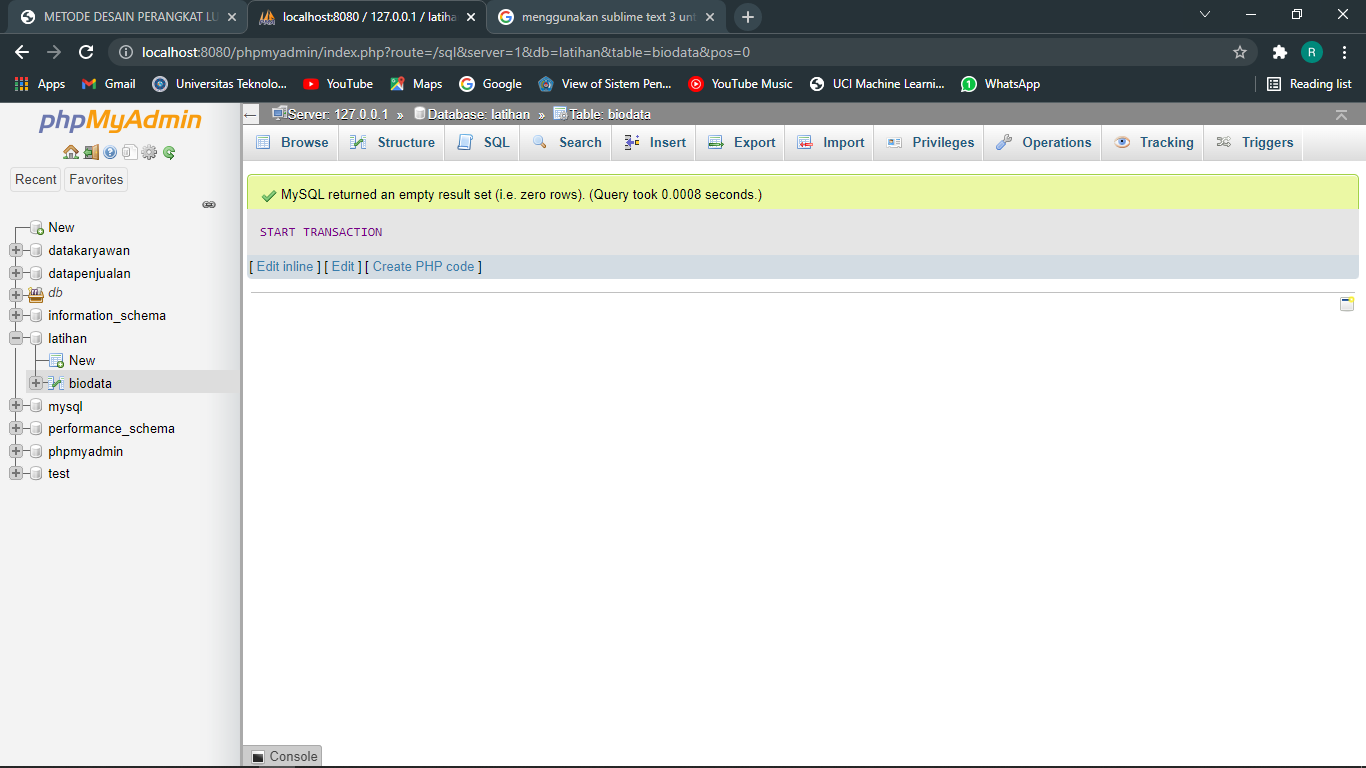 METODE DESAIN PERANGKAT LU
localhost:8080 / 127.0.0.1 / latiha
menggunakan sublime text 3 unt
localhost:8080/phpmyadmin/index.php?route=/sql&server=1&db=latihan&table=biodata&pos=0
R
Apps
Gmail
Universitas Teknolo...
YouTube
Maps
Google
View of Sistem Pen...
YouTube Music
UCI Machine Learni...
1
WhatsApp
Reading list
phpMyAdmin
Recent
Favorites
New
datakaryawan
datapenjualan
db
information_schema
latihan
New
biodata
mysql
performance_schema
phpmyadmin
test
Server: 127.0.0.1 » Database: latihan » Table: biodata
Browse
Structure
SQL
Search
Insert
Export
Import
Privileges
Operations
Tracking
Triggers
MySQL returned an empty result set (i.e. zero rows). (Query took 0.0008 seconds.)
START TRANSACTION
[ Edit inline ] [ Edit ] [ Create PHP code ]
Console